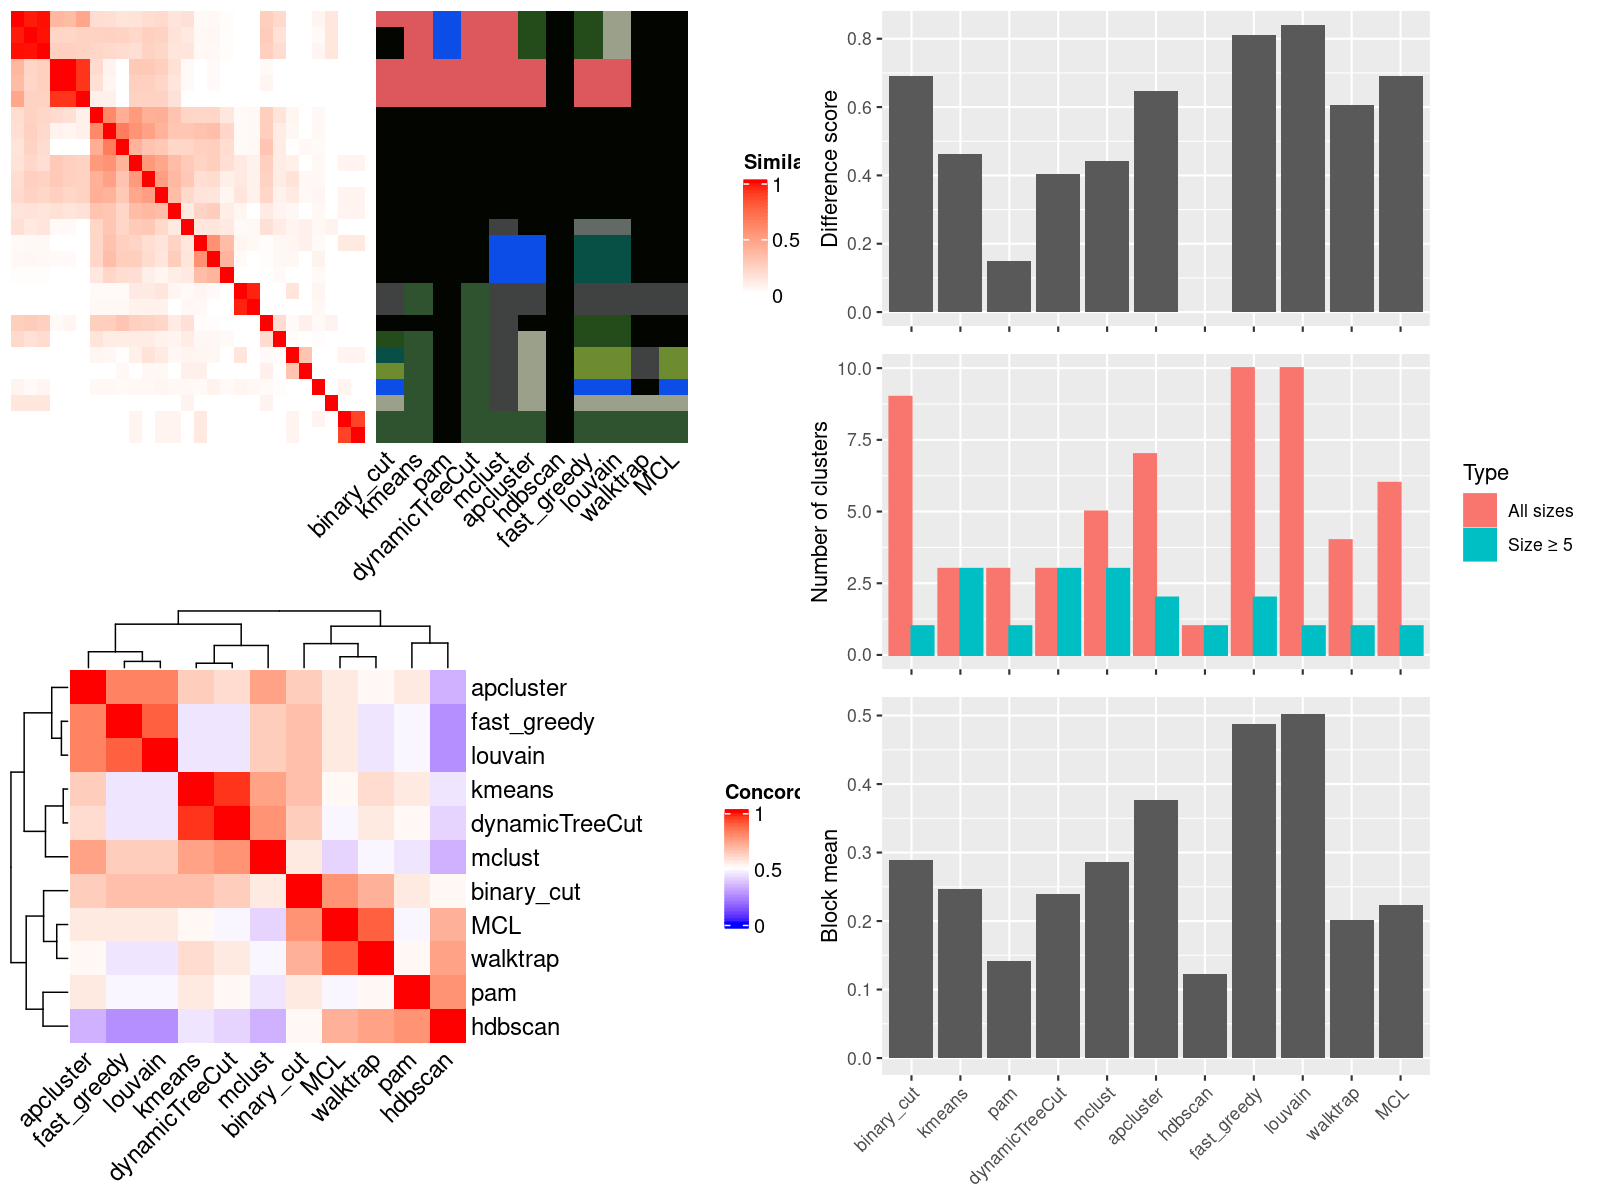 Simila
1
0.5
0
binary_cut
kmeans
pam
dynamicTreeCut
mclust
apcluster
hdbscan
fast_greedy
louvain
walktrap
MCL
apcluster
fast_greedy
louvain
kmeans
dynamicTreeCut
mclust
binary_cut
MCL
walktrap
pam
hdbscan
apcluster
fast_greedy
louvain
kmeans
dynamicTreeCut
mclust
binary_cut
MCL
walktrap
pam
hdbscan
Concord
1
0.5
0
Difference score
0.8
0.6
0.4
0.2
0.0
Number of clusters
10.0
7.5
5.0
2.5
0.0
Type
All sizes
Size ≥ 5
Block mean
0.5
0.4
0.3
0.2
0.1
0.0
binary_cut
kmeans
pam
dynamicTreeCut
mclust
apcluster
hdbscan
fast_greedy
louvain
walktrap
MCL